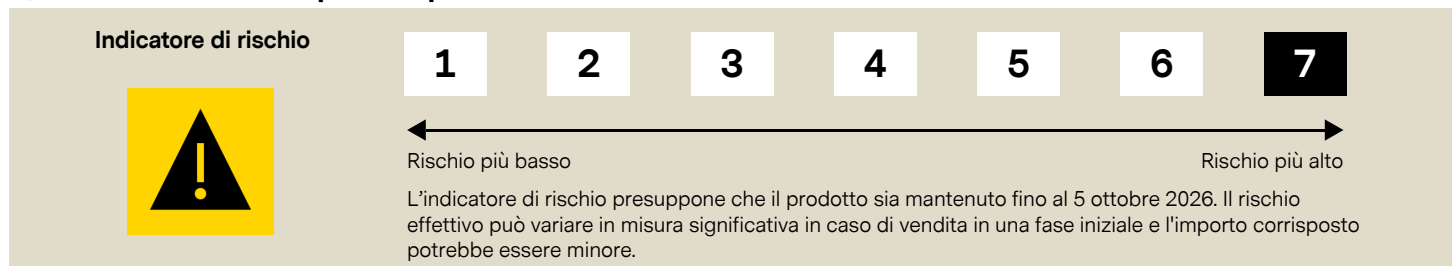 Indicatore di rischio
1 2 3 4 5 6 7
Rischio più basso Rischio più alto
L'indicatore di rischio presuppone che il prodotto sia mantenuto fino al 5 ottobre 2026. Il rischio
effettivo può variare in misura significativa in caso di vendita in una fase iniziale e l'importo corrisposto
potrebbe essere minore.